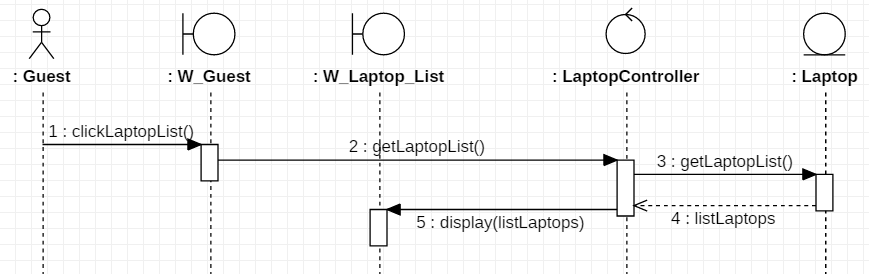 : Guest
: W_Guest
: W_Laptop_List
: LaptopController
: Laptop
1 : clickLaptopList()
2 : getLaptopList()
3 : getLaptopList()
4 : listLaptops
5 : display(listLaptops)